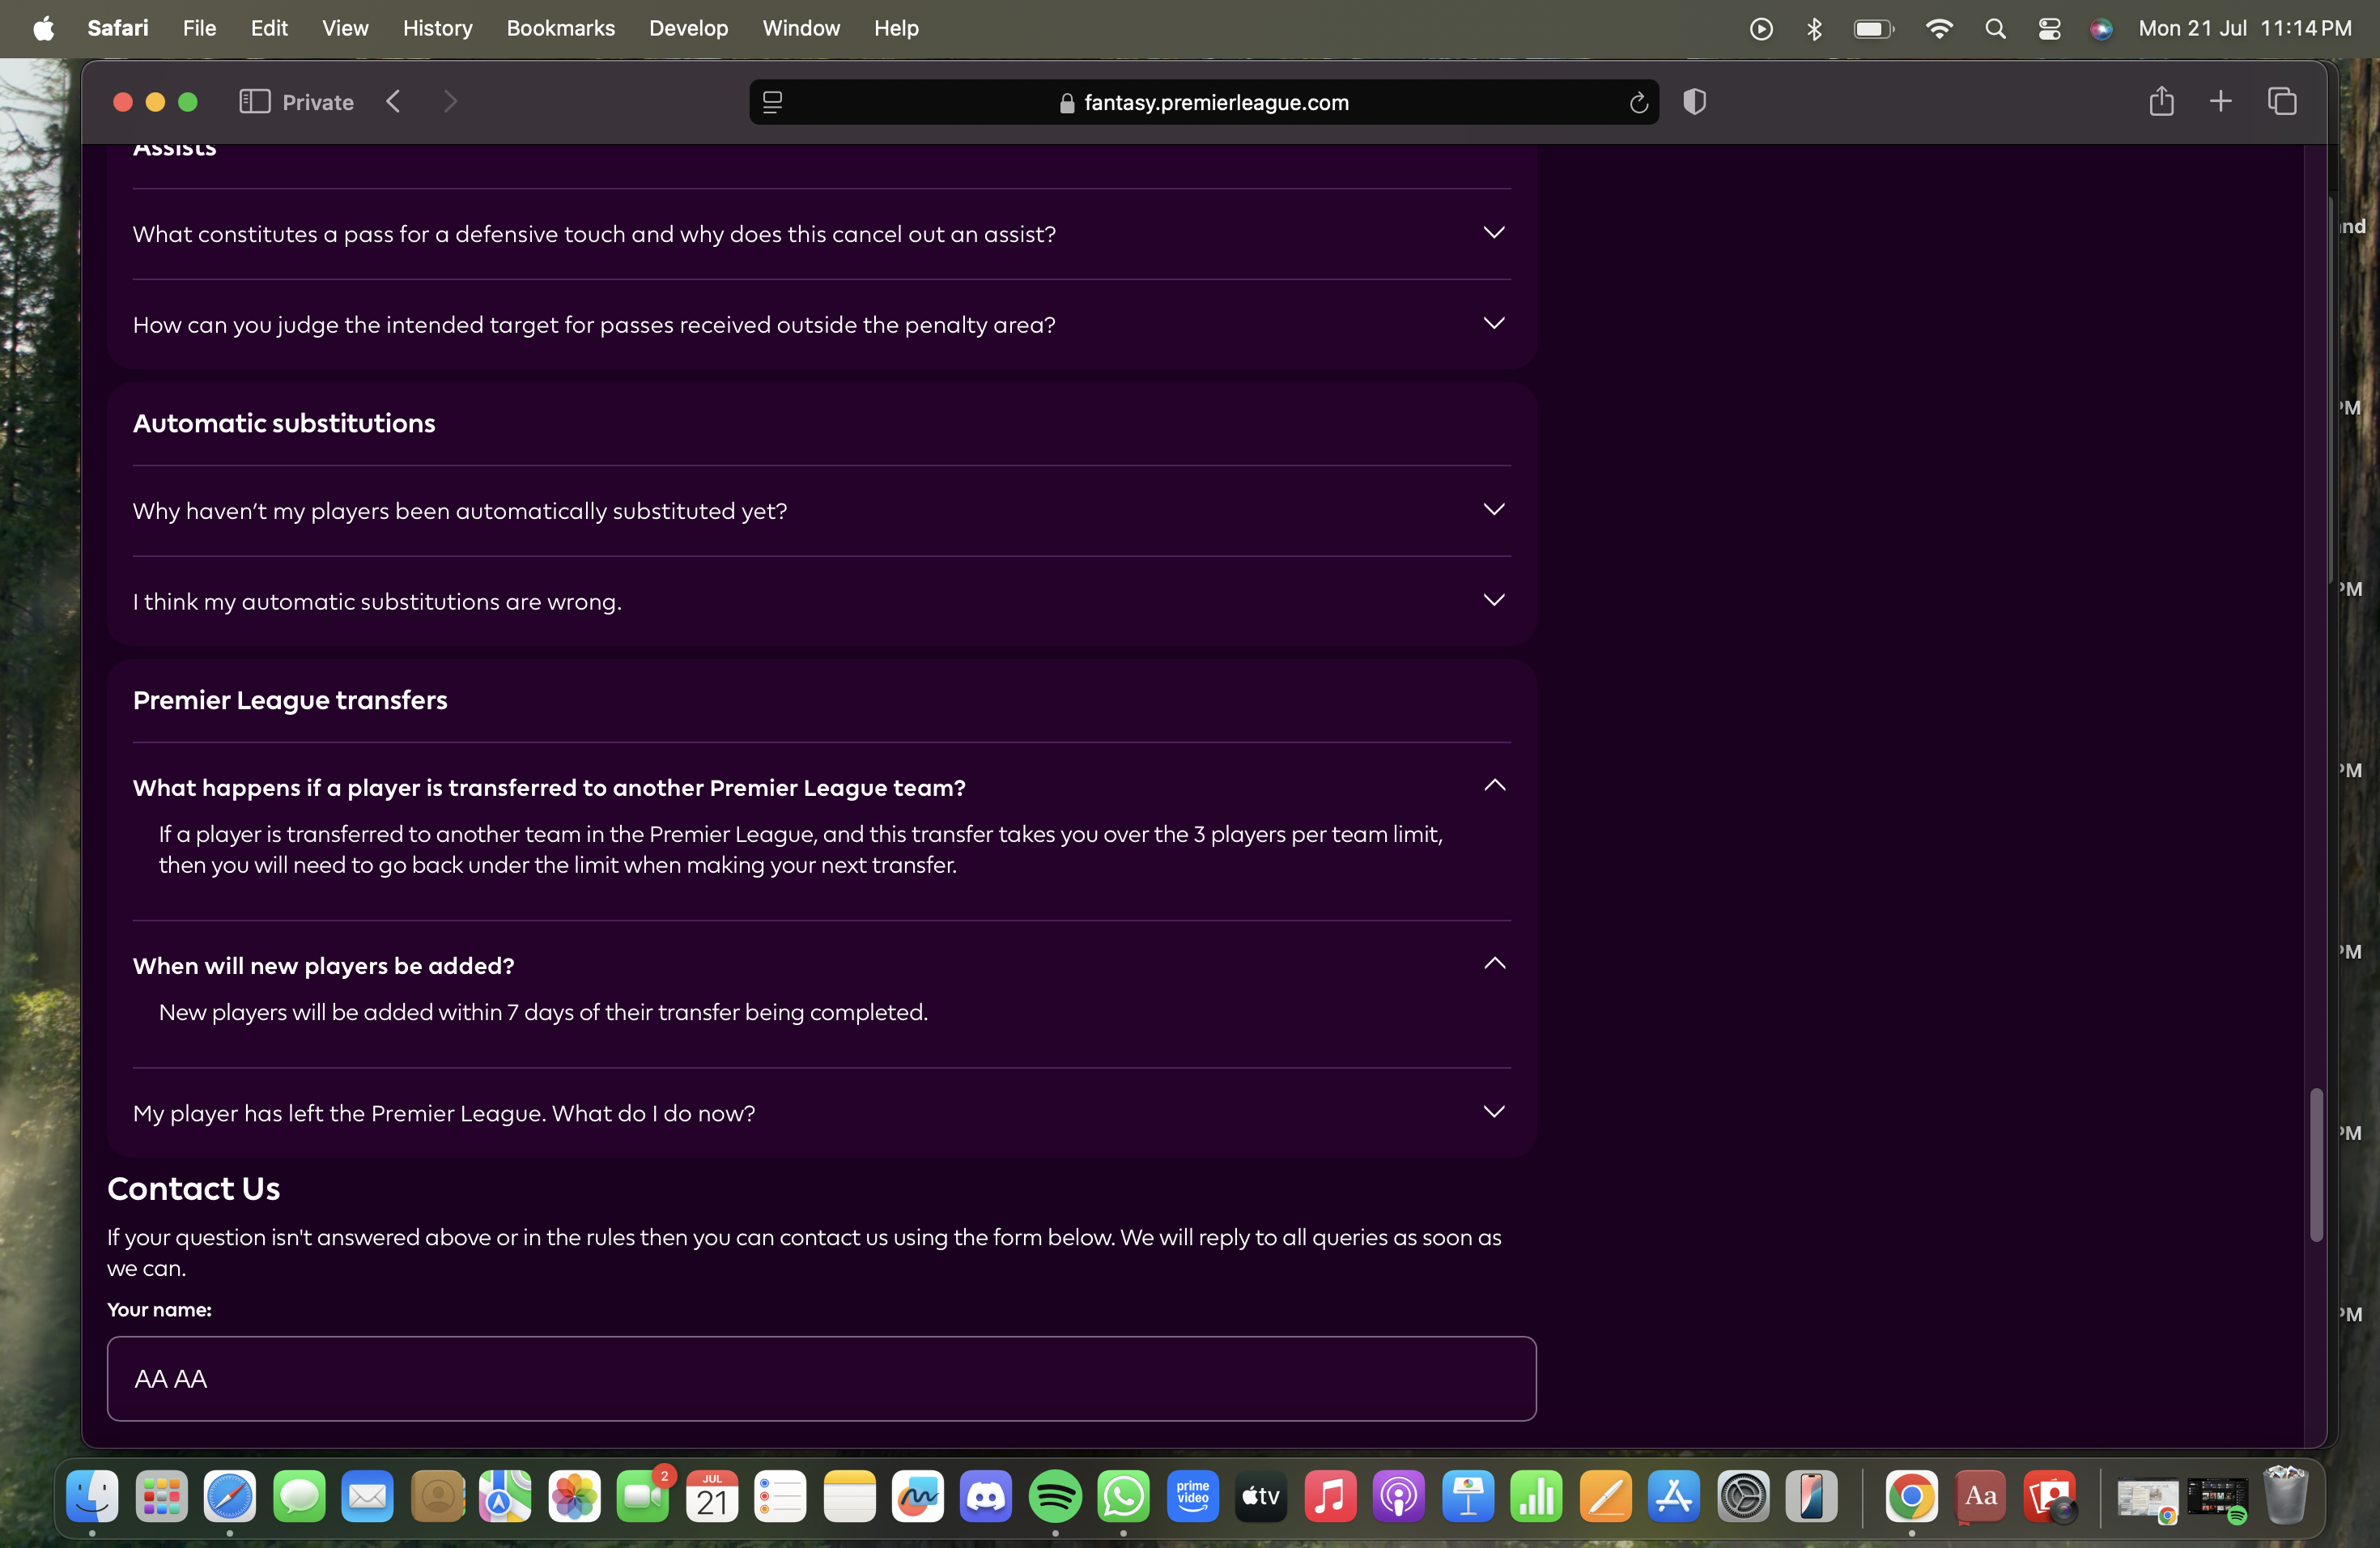 Safari File Edit View History Bookmarks Develop Window Help Mon 21 Jul 11:14 PM
Private fantasy.premierleague.com
Assists
What constitutes a pass for a defensive touch and why does this cancel out an assist?
How can you judge the intended target for passes received outside the penalty area?
Automatic substitutions
Why haven't my players been automatically substituted yet?
I think my automatic substitutions are wrong.
Premier League transfers
What happens if a player is transferred to another Premier League team?
If a player is transferred to another team in the Premier League, and this transfer takes you over the 3 players per team limit,
then you will need to go back under the limit when making your next transfer.
When will new players be added?
New players will be added within 7 days of their transfer being completed.
My player has left the Premier League. What do I do now?
Contact Us
If your question isn't answered above or in the rules then you can contact us using the form below. We will reply to all queries as soon as
we can.
Your name:
AA AA
2
JUL
21
prime
video
tv
Aa